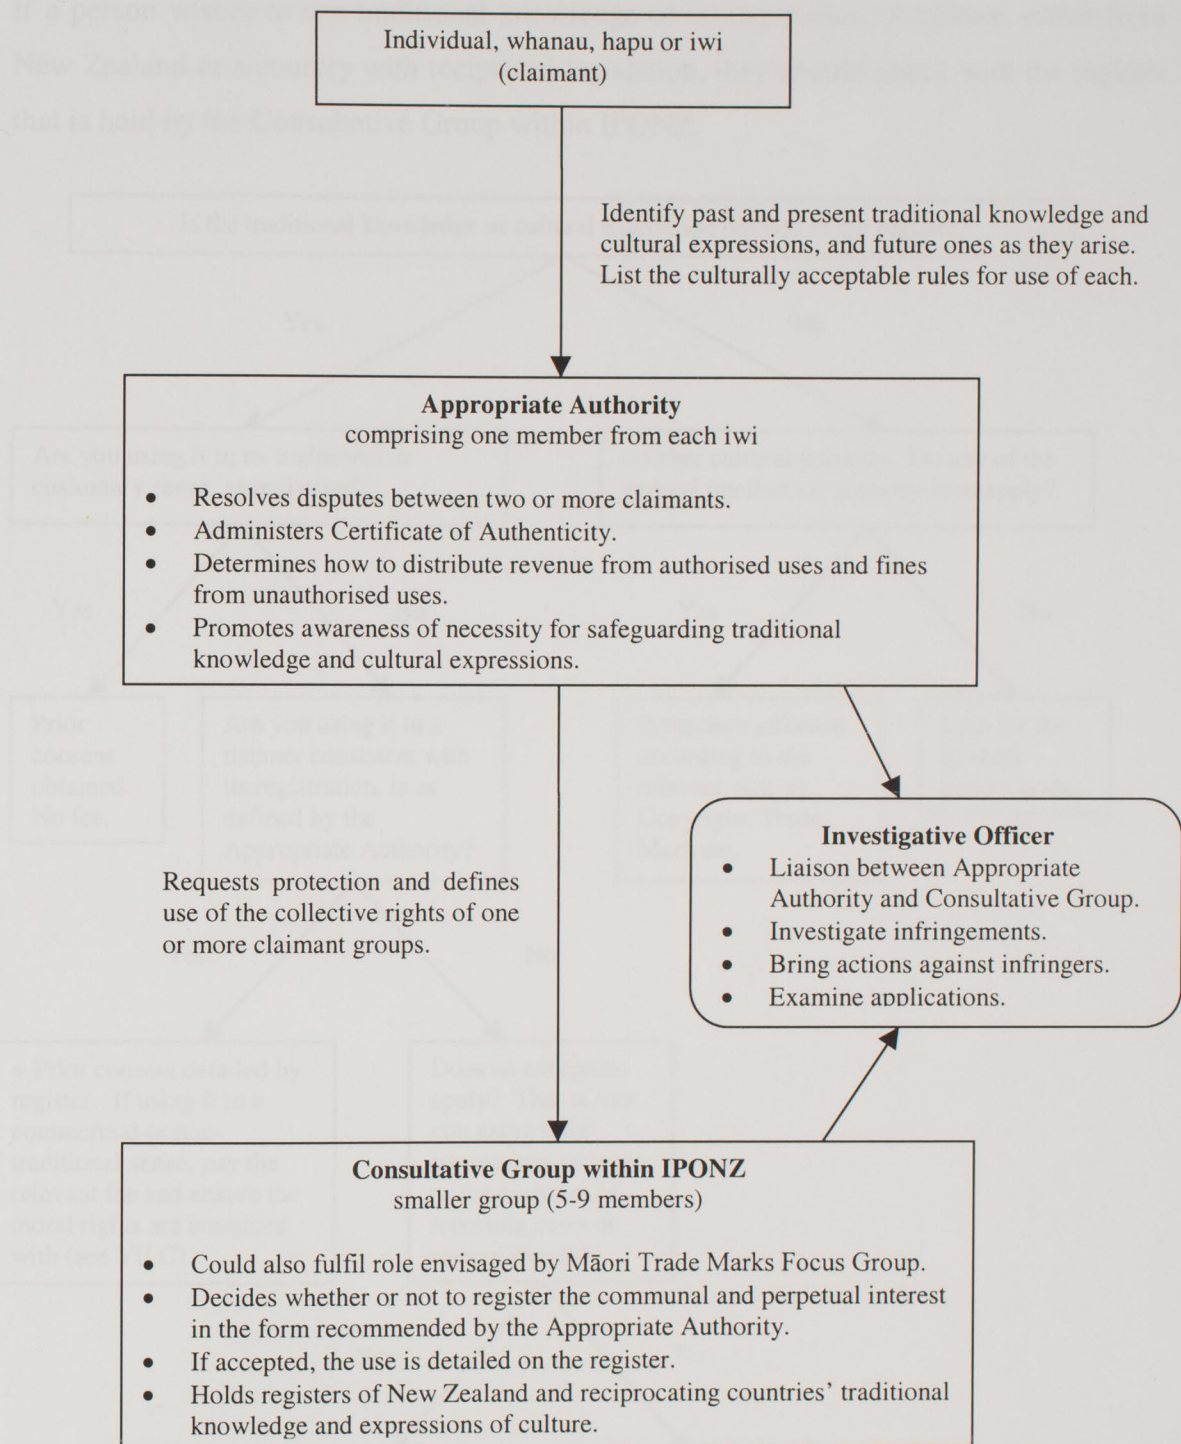 Individual, whanau, hapu or iwi
(claimant)
Identify past and present traditional knowledge and
cultural expressions, and future ones as they arise.
List the culturally acceptable rules for use of each.
Appropriate Authority
comprising one member from each iwi
• Resolves disputes between two or more claimants.
• Administers Certificate of Authenticity.
• Determines how to distribute revenue from authorised uses and fines
from unauthorised uses.
• Promotes awareness of necessity for safeguarding traditional
knowledge and cultural expressions.
Requests protection and defines
use of the collective rights of one
or more claimant groups.
Investigative Officer
• Liaison between Appropriate
Authority and Consultative Group.
• Investigate infringements.
• Bring actions against infringers.
• Examine applications.
Consultative Group within IPONZ
smaller group (5-9 members)
• Could also fulfil role envisaged by Māori Trade Marks Focus Group.
• Decides whether or not to register the communal and perpetual interest
in the form recommended by the Appropriate Authority.
• If accepted, the use is detailed on the register.
• Holds registers of New Zealand and reciprocating countries' traditional
knowledge and expressions of culture.